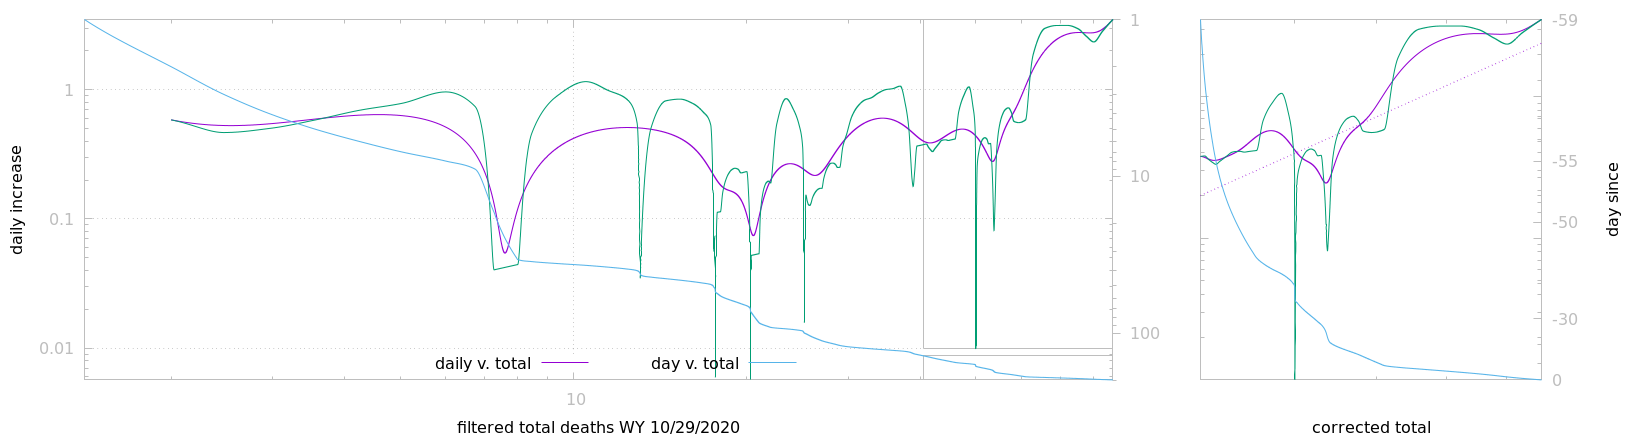 1
0.1
0.01
daily increase
daily v. total
day v. total
10
filtered total deaths WY 10/29/2020
1
10
100
-59
-55
-50
-30
0
day since
corrected total